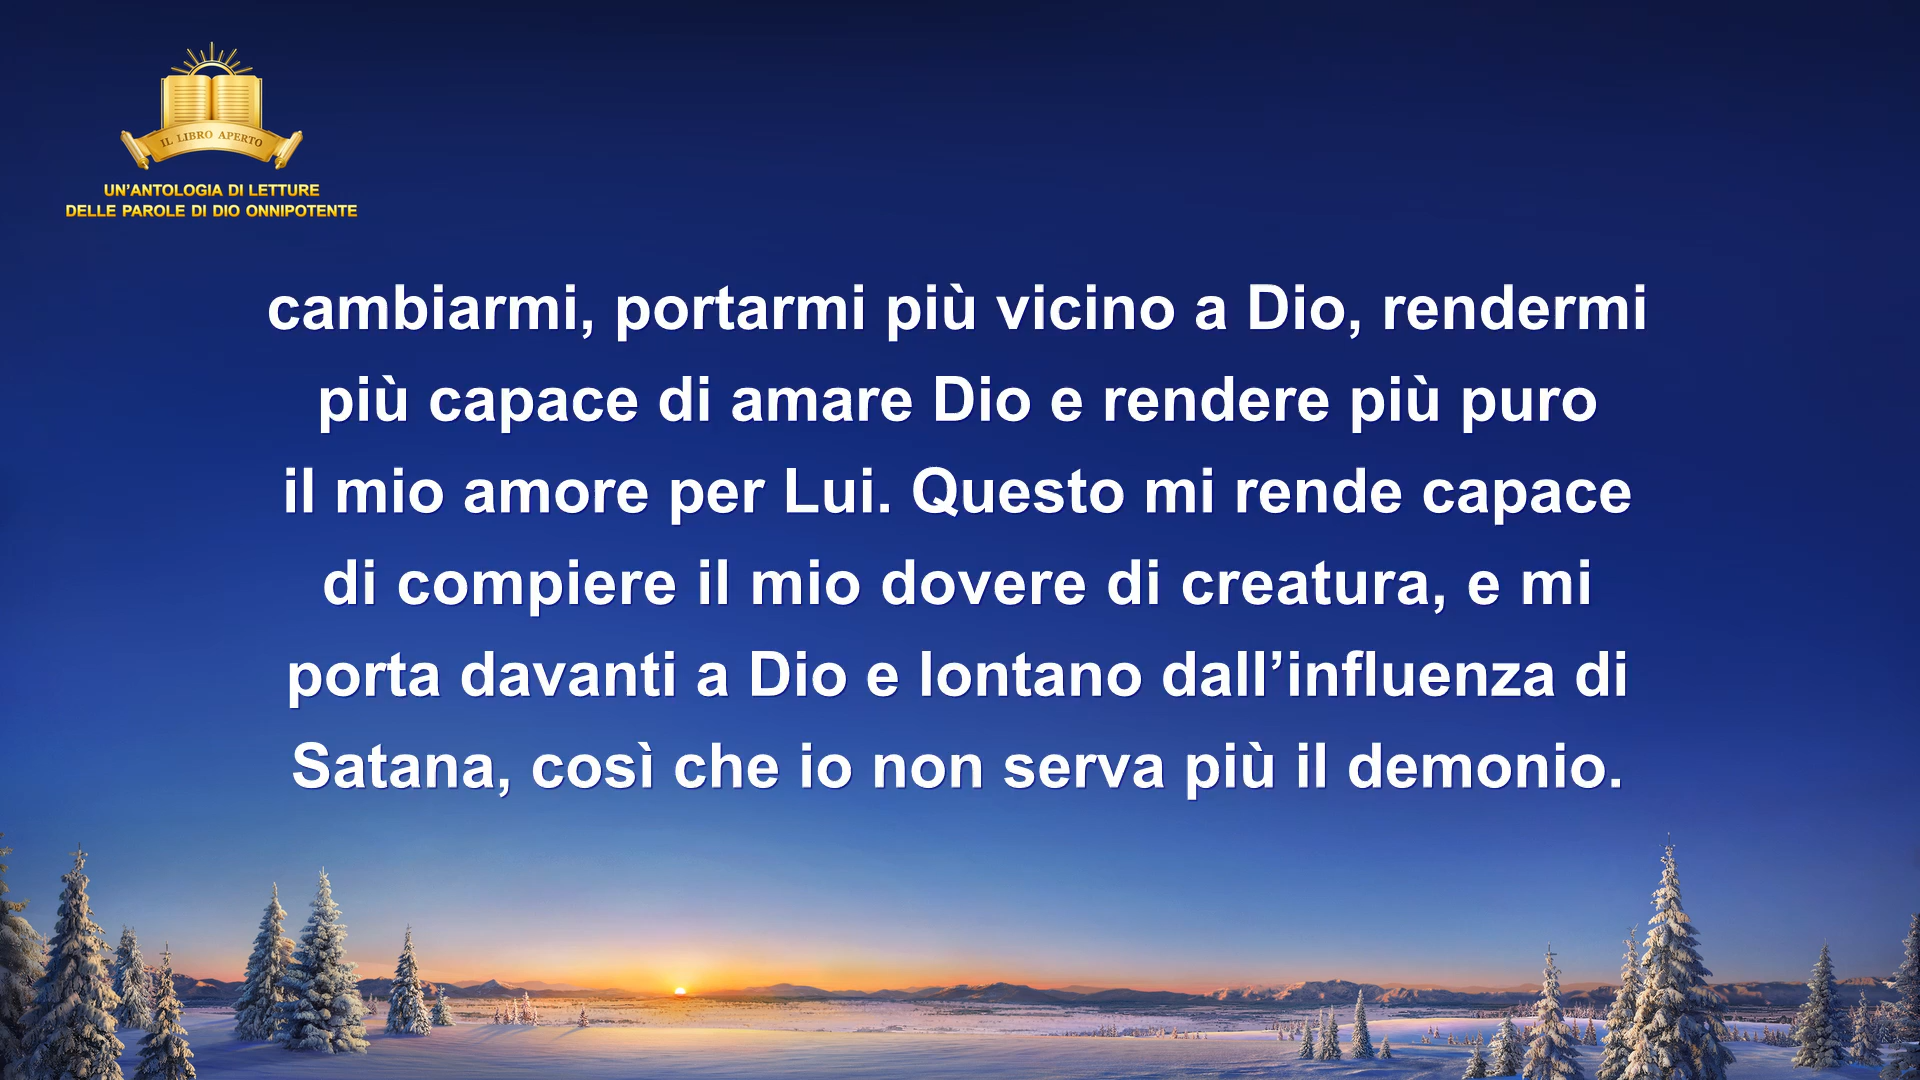 IL LIBRO APERTO
UN’ANTOLOGIA DI LETTURE
DELLE PAROLE DI DIO ONNIPOTENTE
cambiarmi, portarmi più vicino a Dio, rendermi
più capace di amare Dio e rendere più puro
il mio amore per Lui. Questo mi rende capace
di compiere il mio dovere di creatura, e mi
porta davanti a Dio e lontano dall’influenza di
Satana, così che io non serva più il demonio.